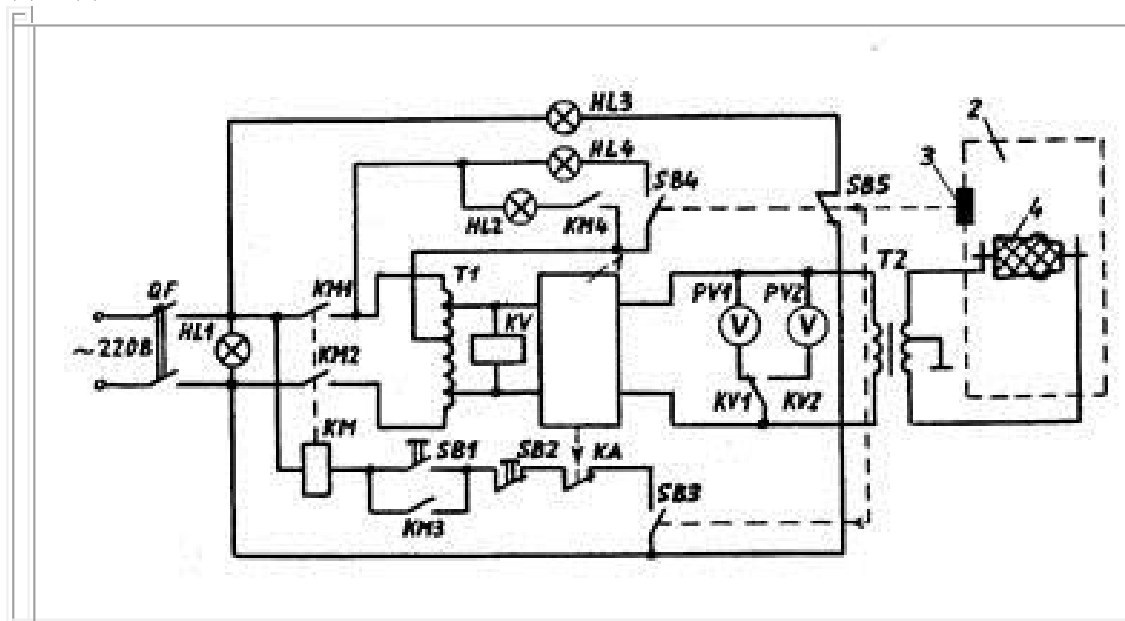 HL3
2
HL4
3
SB4
SB5
4
HL2
KM4
1
T1
T2
QF
KM1
PV1
PV2
KV
HL1
V
V
~220В
KM2
KV1
KV2
KM
SB1
SB2
KA
SB3
KM3